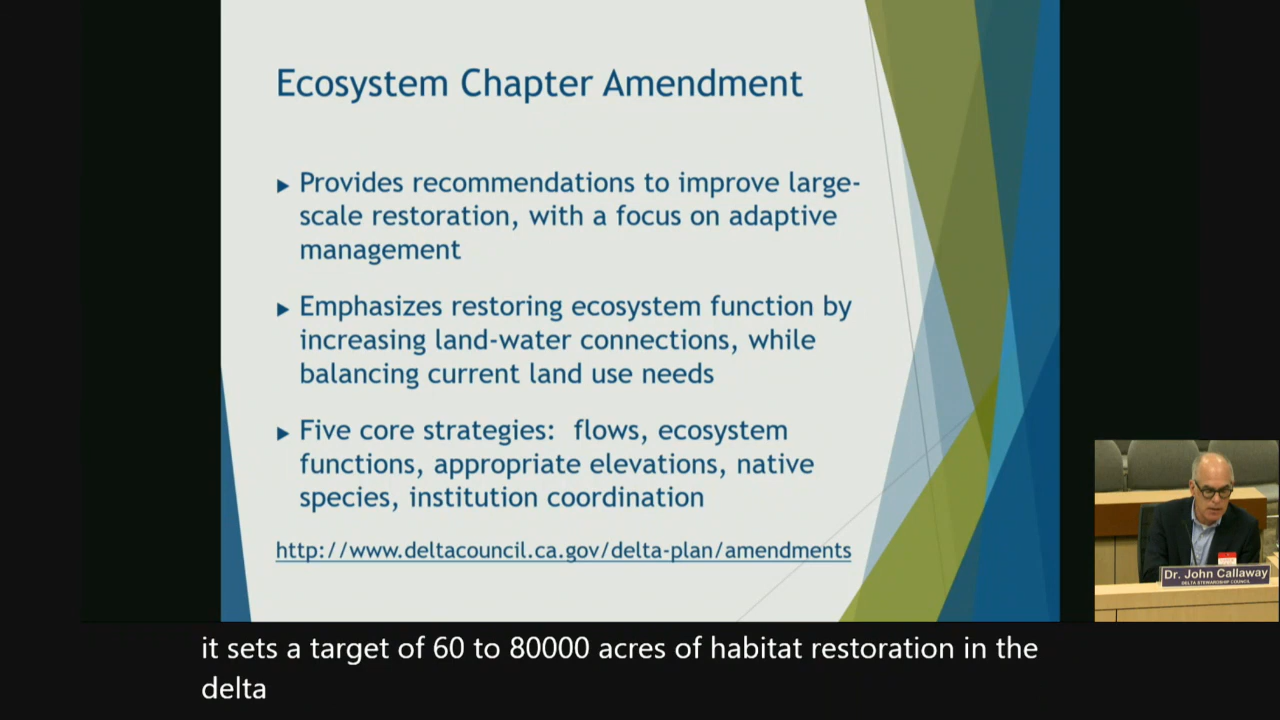 Ecosystem Chapter Amendment
Provides recommendations to improve large-
scale restoration, with a focus on adaptive
management
Emphasizes restoring ecosystem function by
increasing land-water connections, while
balancing current land use needs
Five core strategies:  flows, ecosystem
functions, appropriate elevations, native
species, institution coordination
http://www.deltacouncil.ca.gov/delta-plan/amendments
Dr. John Callaway
DELTA STEWARDSHIP COUNCIL
it sets a target of 60 to 80000 acres of habitat restoration in the
delta